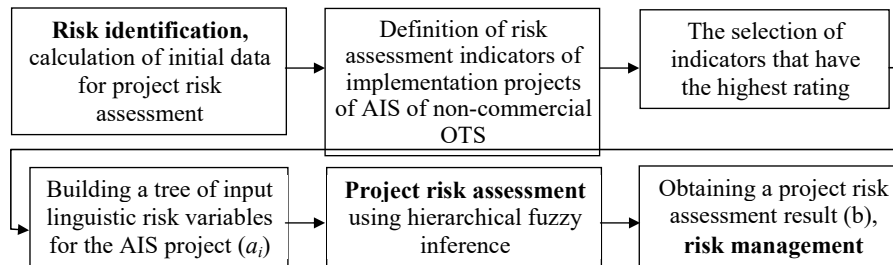 Risk identification,
calculation of initial data
for project risk
assessment
Definition of risk
assessment indicators of
implementation projects
of AIS of non-commercial
OTS
The selection of
indicators that have
the highest rating
Building a tree of input
linguistic risk variables
for the AIS project (ai)
Project risk assessment
using hierarchical fuzzy
inference
Obtaining a project risk
assessment result (b),
risk management